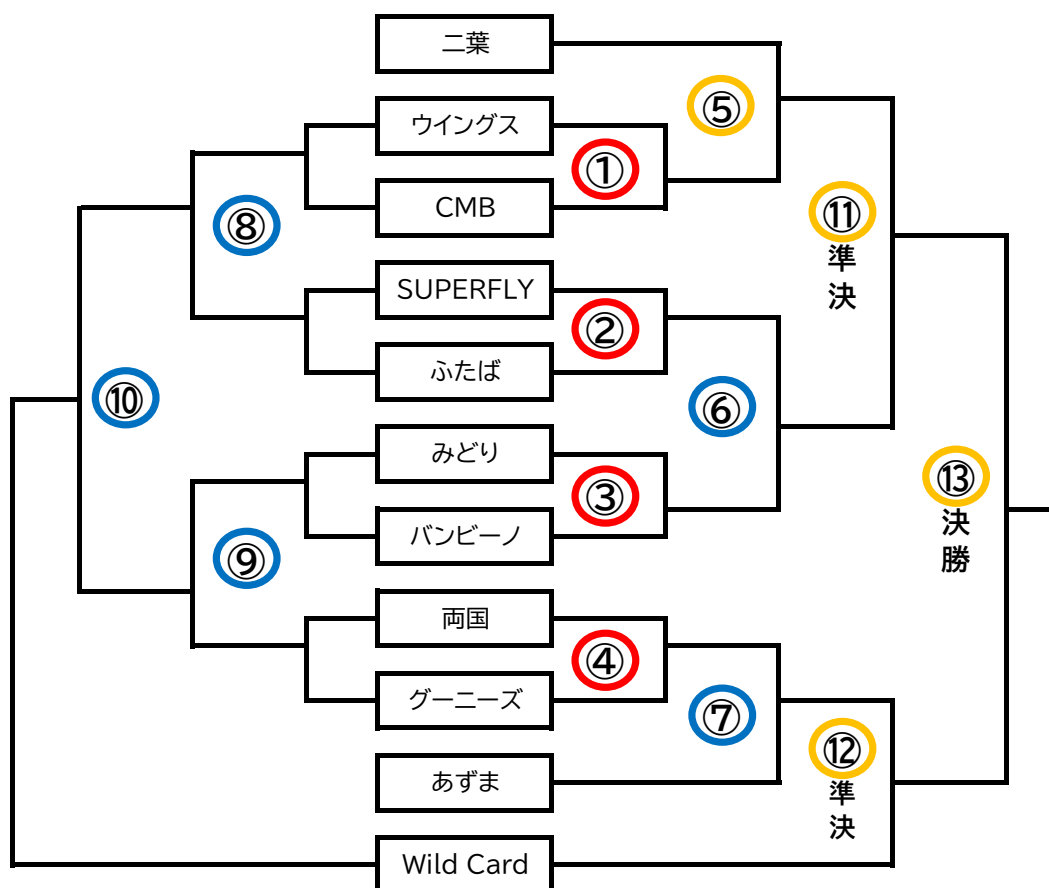 二葉
⑤
ウイングス
①
CMB
⑧
⑪
準
決
SUPERFLY
②
ふたば
⑩
⑥
みどり
③
バンビーノ
⑬
決
勝
⑨
両国
④
グーニーズ
⑦
⑫
準
決
あずま
Wild Card